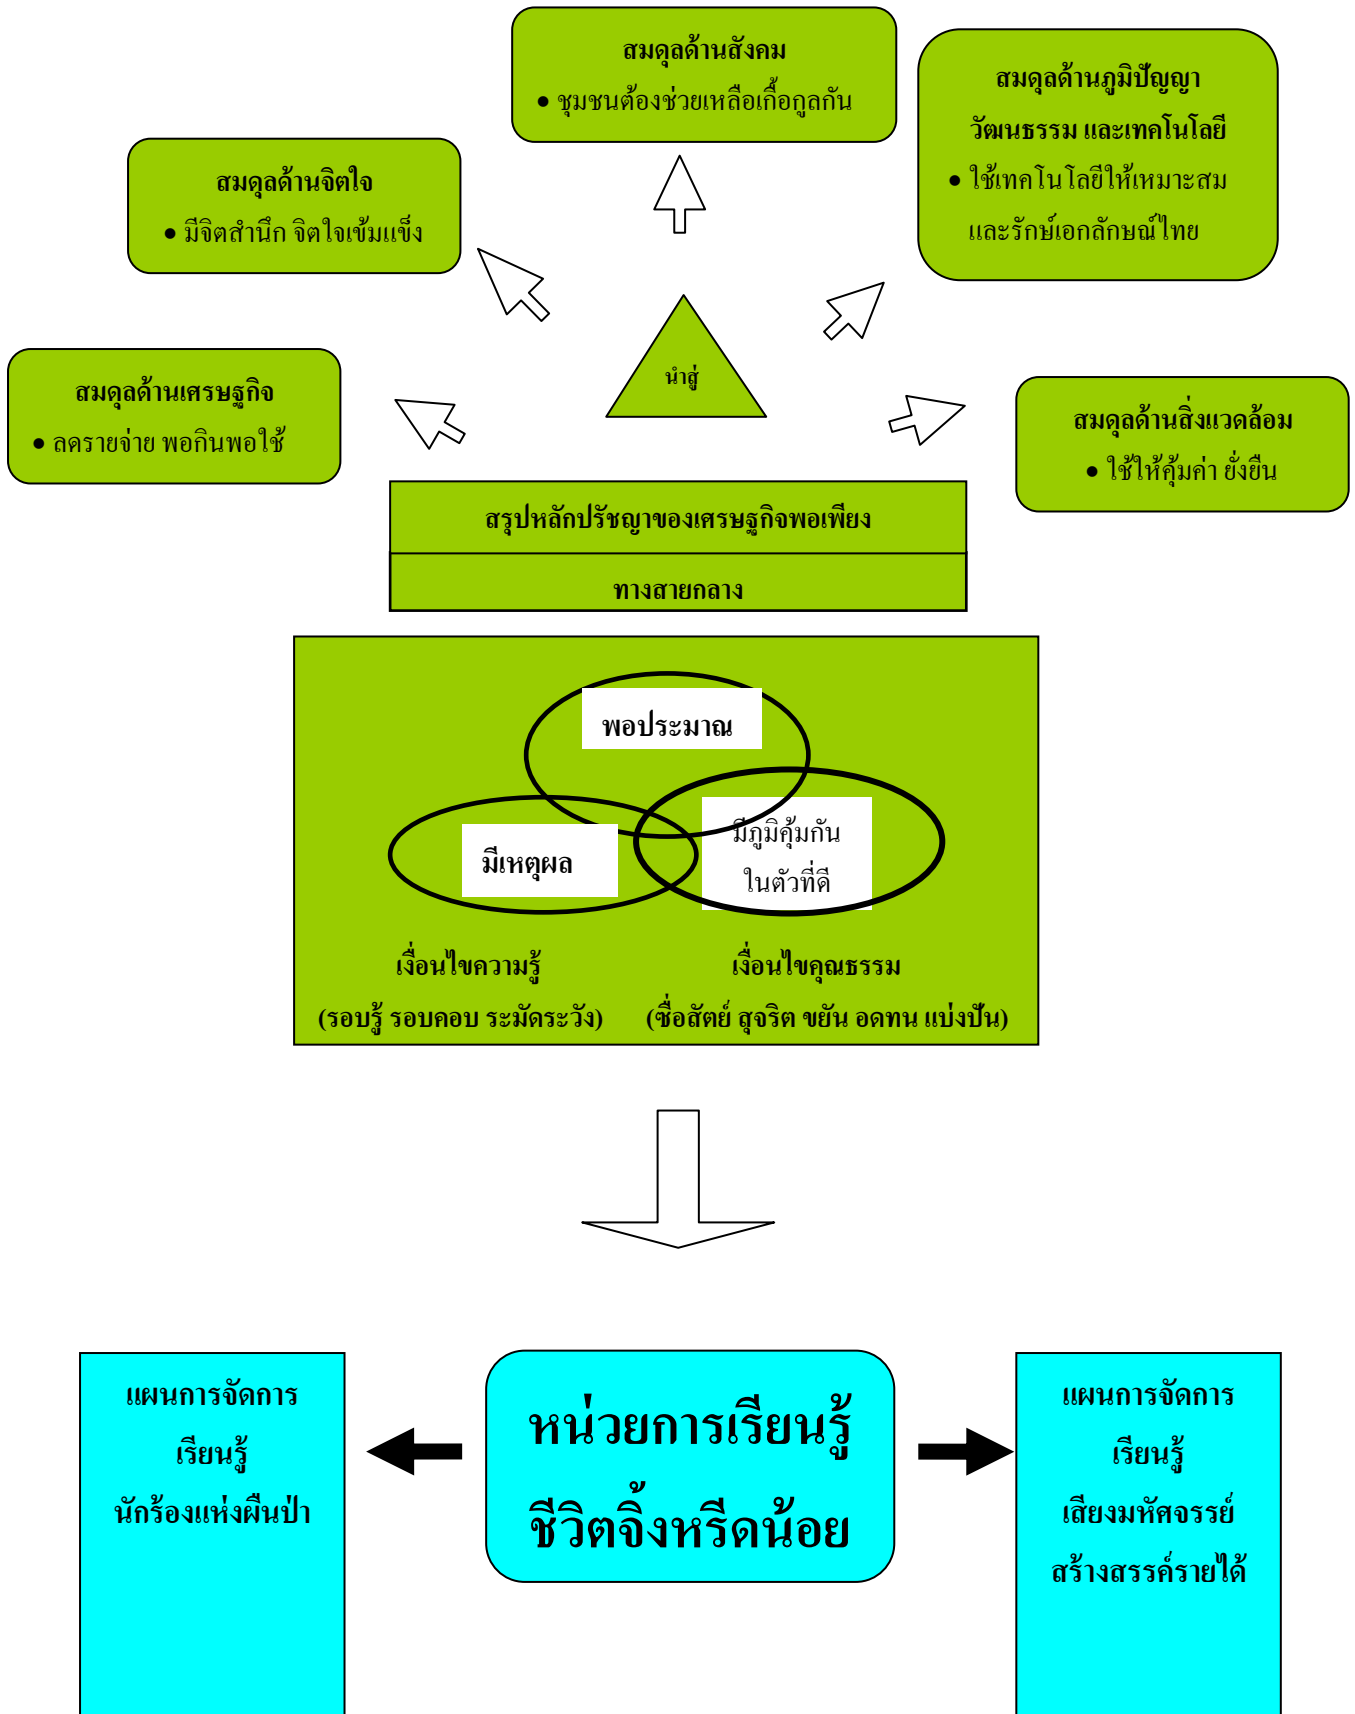 สมดุลด้านสังคม
• ชุมชนต้องช่วยเหลือเกื้อกูลกัน
สมดุลด้านภูมิปัญญา
วัฒนธรรม และเทคโนโลยี
• ใช้เทคโนโลยีให้เหมาะสม
และรักษ์เอกลักษณ์ไทย
สมดุลด้านจิตใจ
• มีจิตสำนึก จิตใจเข้มแข็ง
นำสู่
สมดุลด้านเศรษฐกิจ
• ลดรายจ่าย พอกินพอใช้
สมดุลด้านสิ่งแวดล้อม
• ใช้ให้คุ้มค่า ยั่งยืน
สรุปหลักปรัชญาของเศรษฐกิจพอเพียง
ทางสายกลาง
พอประมาณ
มีเหตุผล
มีภูมิคุ้มกัน
ในตัวที่ดี
เงื่อนไขความรู้
(รอบรู้ รอบคอบ ระมัดระวัง)
เงื่อนไขคุณธรรม
(ซื่อสัตย์ สุจริต ขยัน อดทน แบ่งปัน)
แผนการจัดการ
เรียนรู้
นักร้องแห่งผืนป่า
หน่วยการเรียนรู้
ชีวิตจิ้งหรีดน้อย
แผนการจัดการ
เรียนรู้
เสียงมหัศจรรย์
สร้างสรรค์รายได้